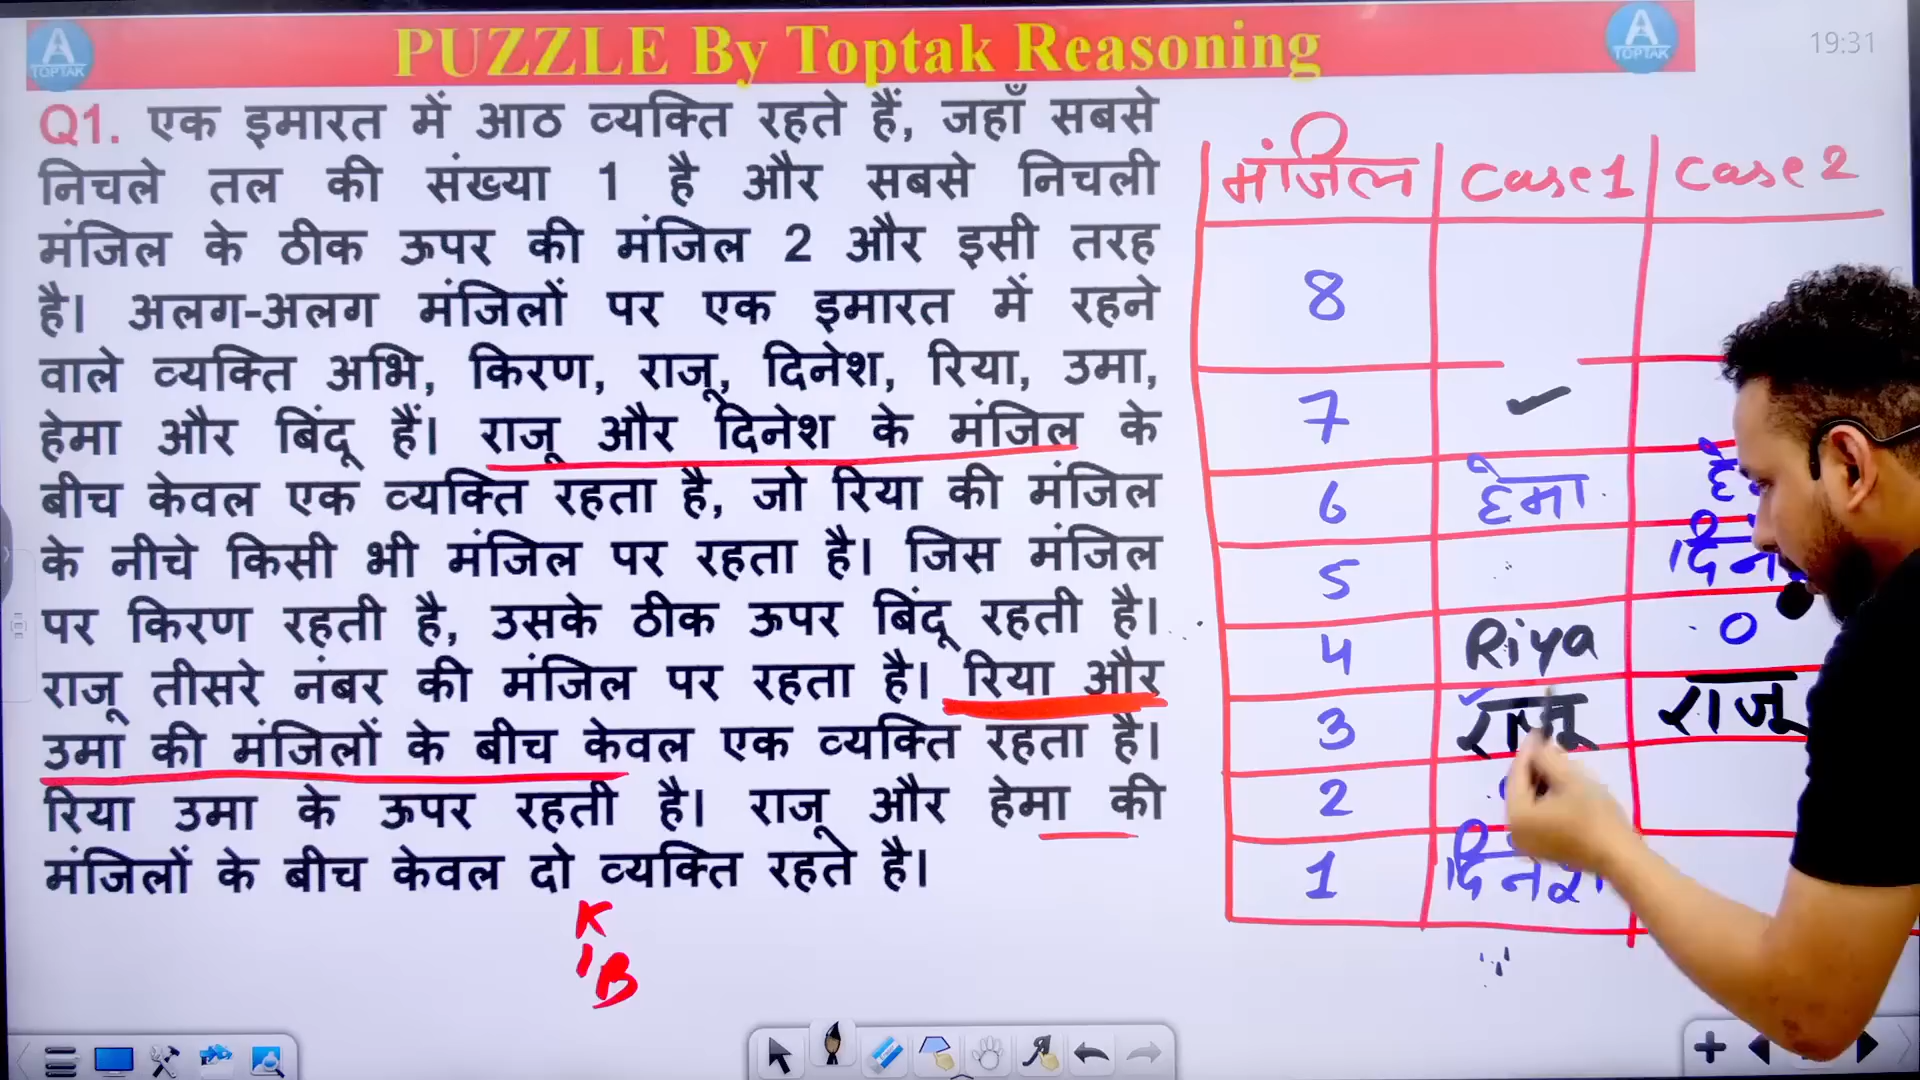 A
TOPTAK
PUZZLE By Toptak Reasoning
A
TOPTAK
19:31
Q1. एक इमारत में आठ व्यक्ति रहते हैं, जहाँ सबसे
निचले तल की संख्या 1 है और सबसे निचली
मंजिल के ठीक ऊपर की मंजिल 2 और इसी तरह
है। अलग-अलग मंजिलों पर एक इमारत में रहने
वाले व्यक्ति अभि, किरण, राजू, दिनेश, रिया, उमा,
हेमा और बिंदू हैं। राजू और दिनेश के मंजिल के
बीच केवल एक व्यक्ति रहता है, जो रिया की मंजिल
के नीचे किसी भी मंजिल पर रहता है। जिस मंजिल
पर किरण रहती है, उसके ठीक ऊपर बिंदू रहती है।
राजू तीसरे नंबर की मंजिल पर रहता है। रिया और
उमा की मंजिलों के बीच केवल एक व्यक्ति रहता है।
रिया उमा के ऊपर रहती है। राजू और हेमा की
मंजिलों के बीच केवल दो व्यक्ति रहते है।
K
B
मंजिल Case 1 Case 2
8
7
6 हेमा
5
4 Riya 0
3 राजू राजू
2
1 दिनेश